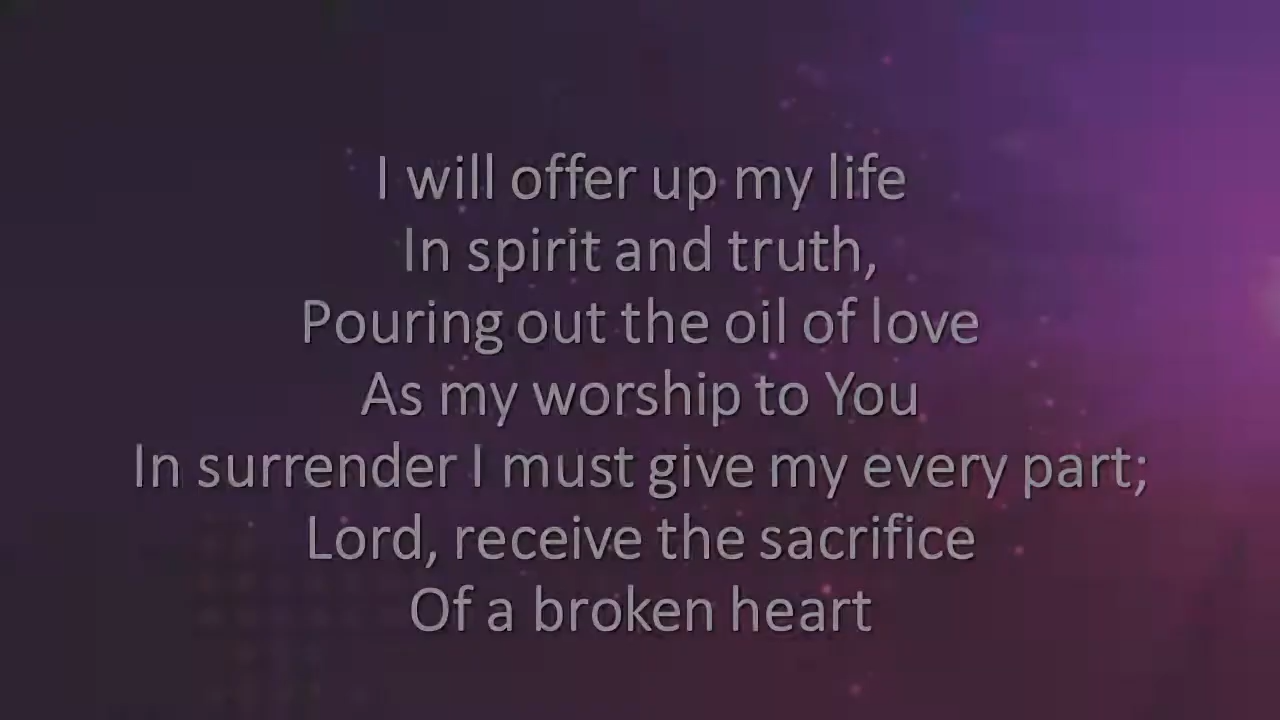 I will offer up my life
In spirit and truth,
Pouring out the oil of love
As my worship to You
In surrender I must give my every part;
Lord, receive the sacrifice
Of a broken heart